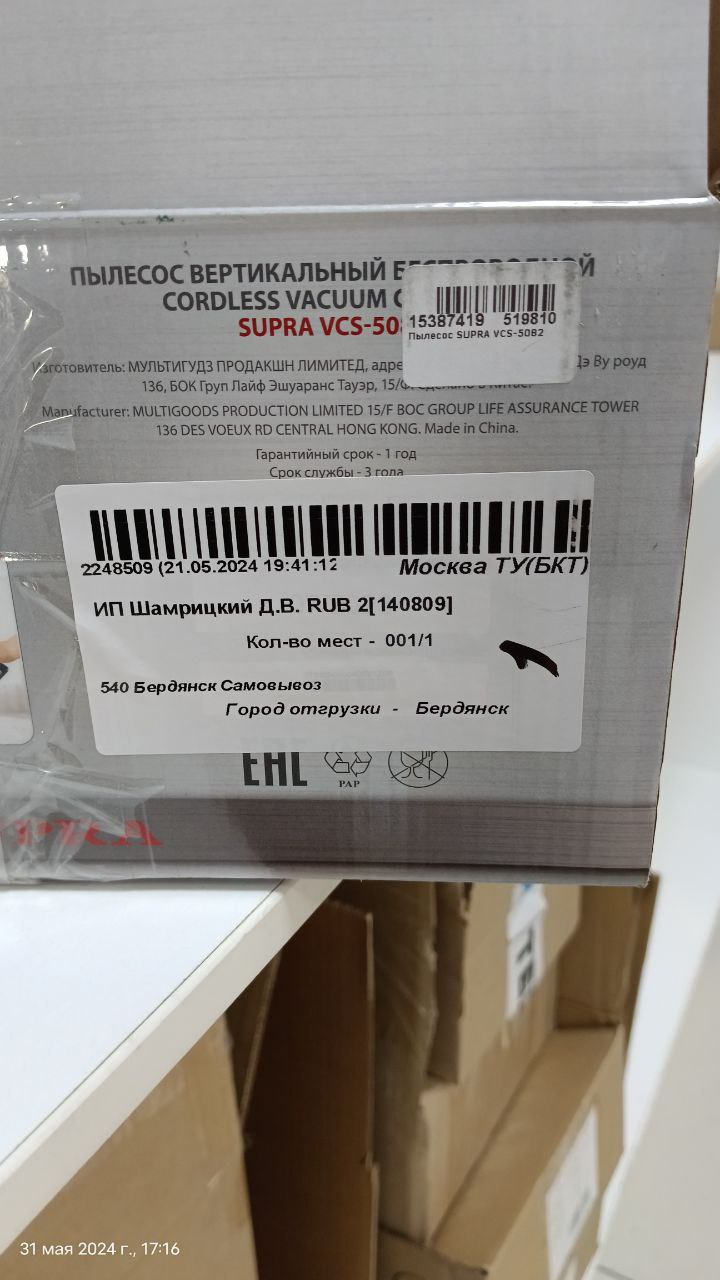 ПЫЛЕСОС ВЕРТИКАЛЬНЫЙ БЕСПРОВОДНОЙ
CORDLESS VACUUM C
SUPRA VCS-50
15387419 519810
Пылесос SUPRA VCS-5082
Изготовитель: МУЛЬТИГУДЗ ПРОДАКШН ЛИМИТЕД, адре Дэ Ву роуд
136, БОК Груп Лайф Эшуаранс Тауэр, 15/Ф. Сделано в Китае.
Manufacturer: MULTIGOODS PRODUCTION LIMITED 15/F BOC GROUP LIFE ASSURANCE TOWER
136 DES VOEUX RD CENTRAL HONG KONG. Made in China.
Гарантийный срок - 1 год
Срок службы - 3 года
2248509 (21.05.2024 19:41:12
Москва ТУ(БКТ)
ИП Шамрицкий Д.В. RUB 2[140809]
Кол-во мест - 001/1
540 Бердянск Самовывоз
Город отгрузки - Бердянск
EAC
PAP
PRA
31 мая 2024 г., 17:16